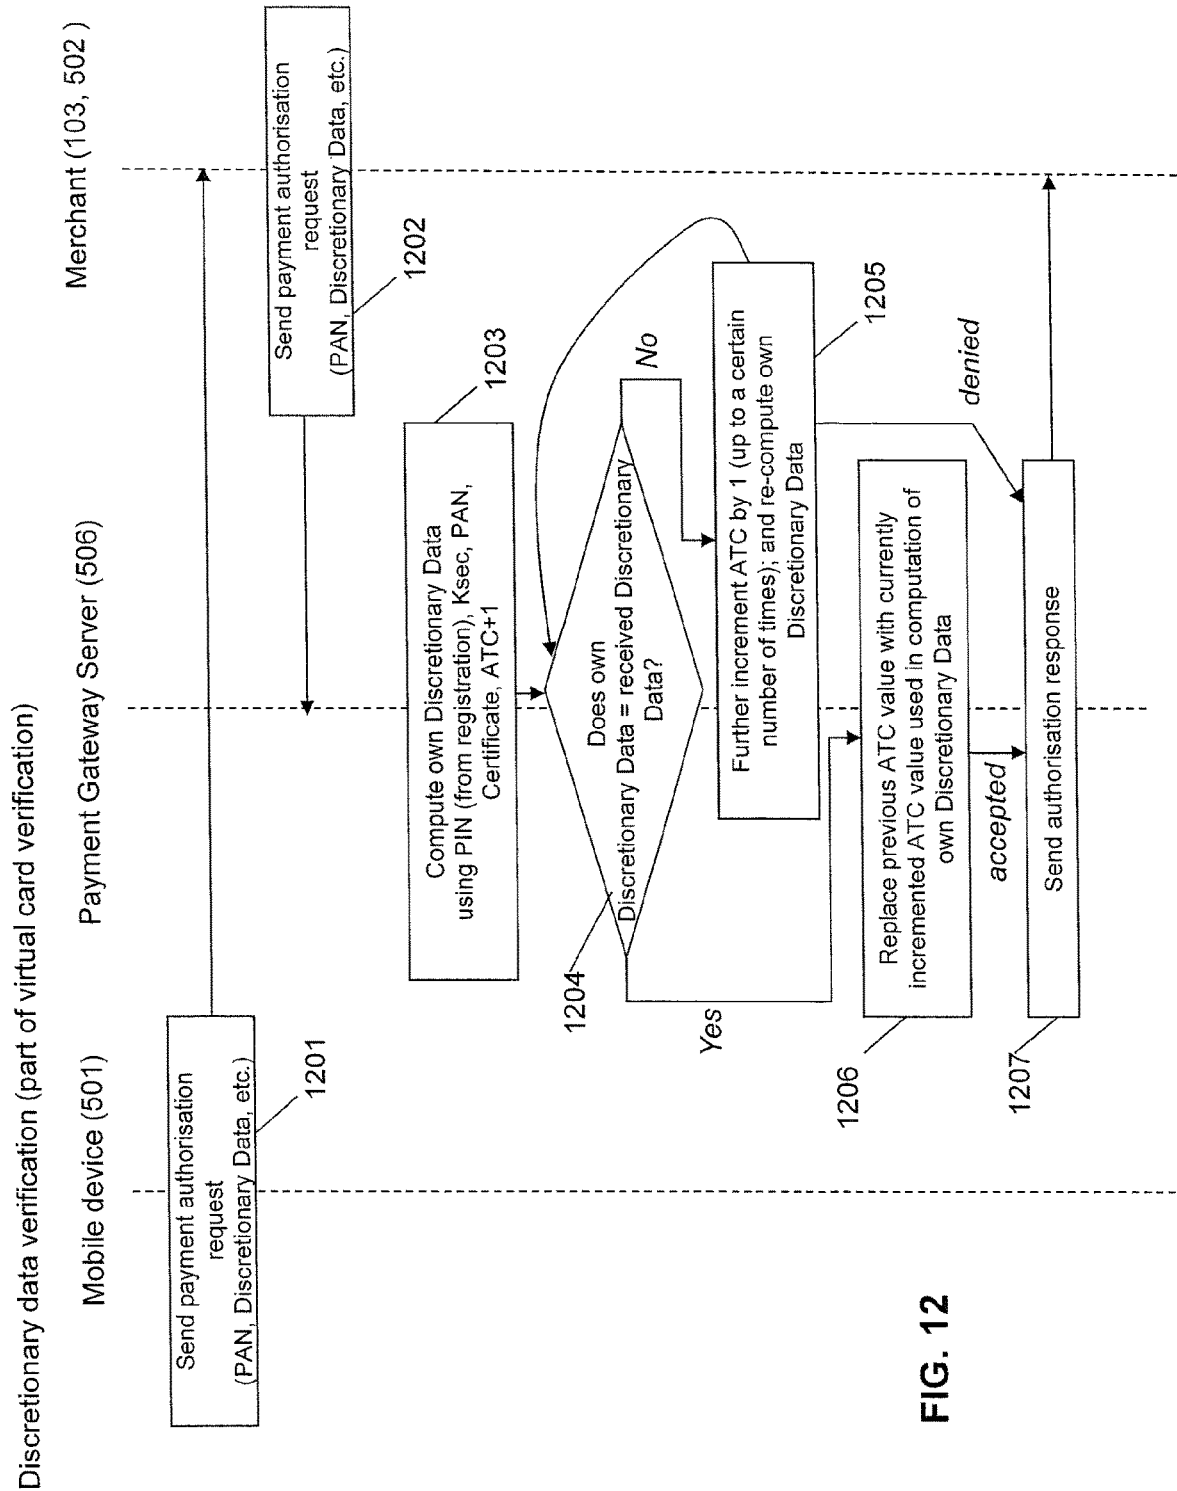 Discretionary data verification (part of virtual card verification)
Mobile device (501)
Payment Gateway Server (506)
Merchant (103, 502)
Send payment authorisation
request
(PAN, Discretionary Data, etc.)
1201
Send payment authorisation
request
(PAN, Discretionary Data, etc.)
1202
Compute own Discretionary Data
using PIN (from registration), Ksec, PAN,
Certificate, ATC+1
1203
Does own
Discretionary Data = received Discretionary
Data?
1204
No
Yes
Further increment ATC by 1 (up to a certain
number of times); and re-compute own
Discretionary Data
1205
Replace previous ATC value with currently
incremented ATC value used in computation of
own Discretionary Data
1206
accepted
denied
Send authorisation response
1207
FIG. 12